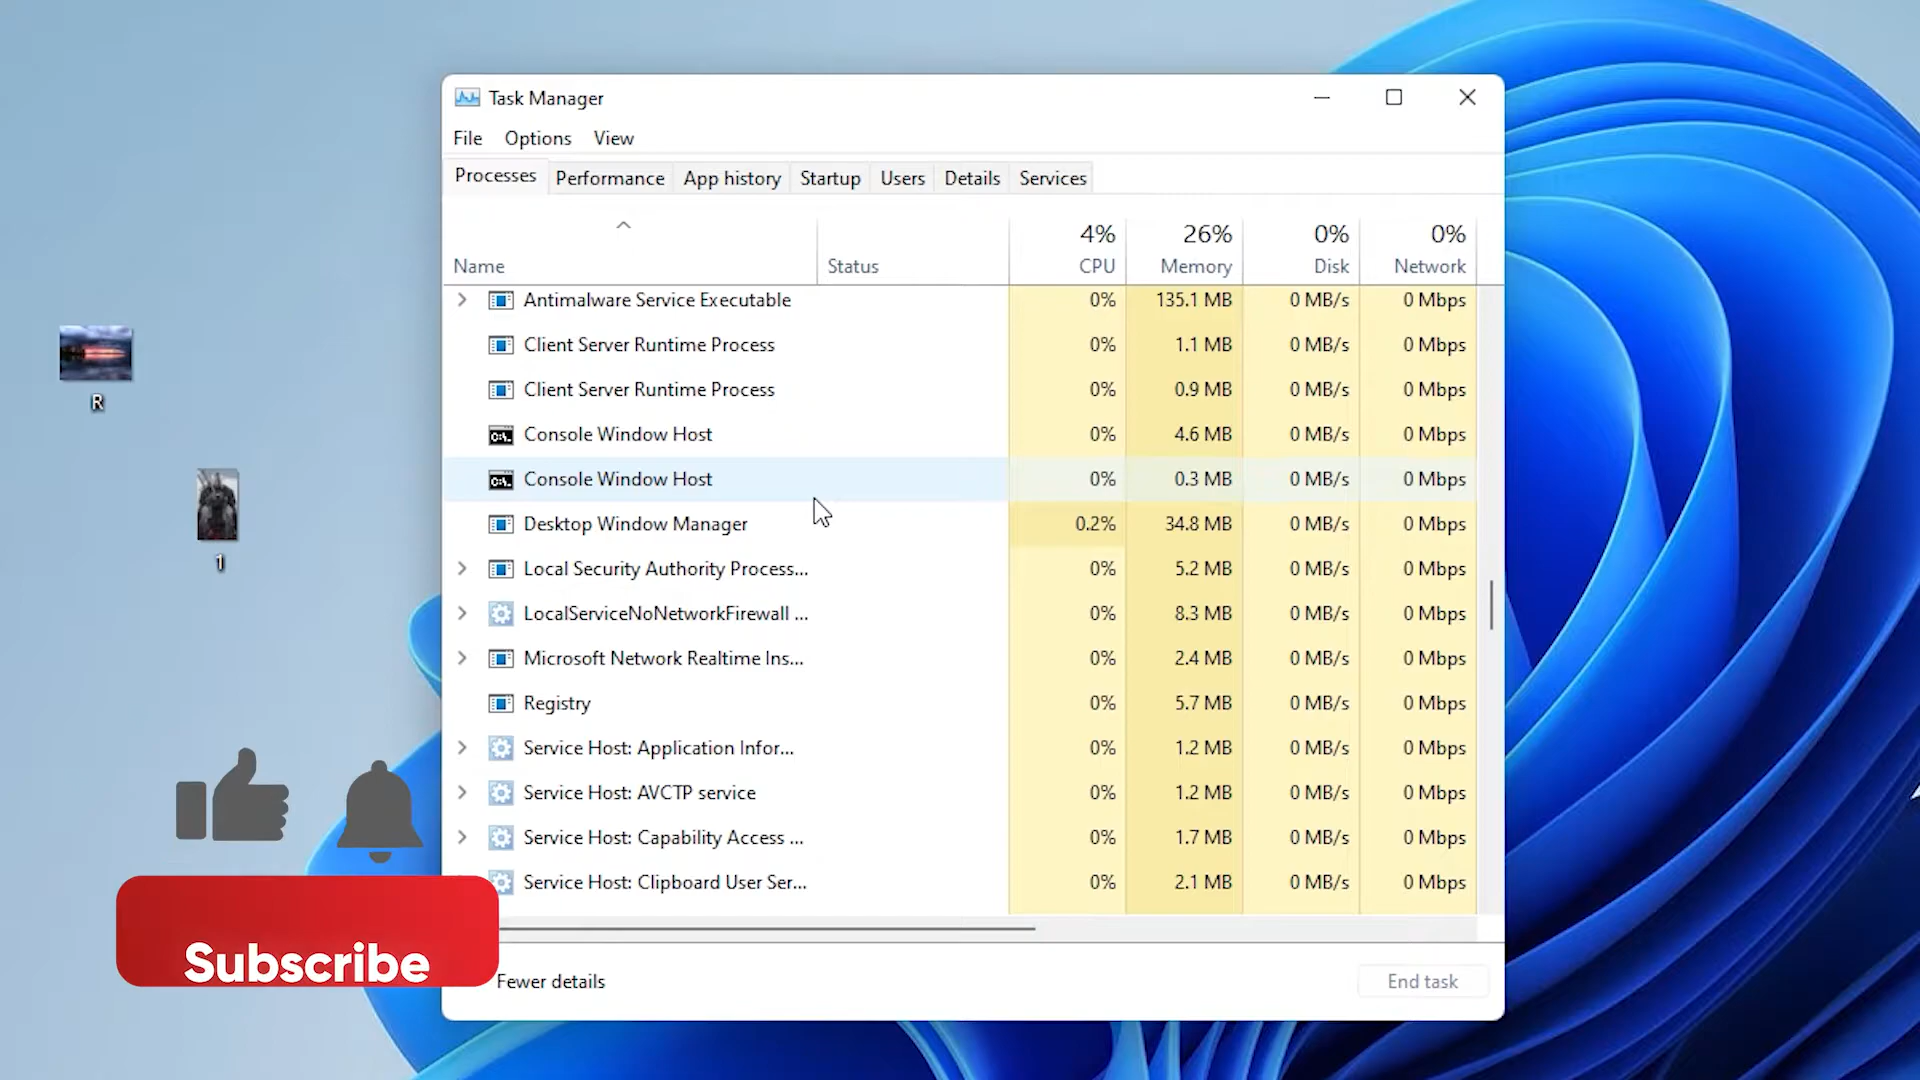 Task Manager
File Options View
Processes Performance App history Startup Users Details Services
4% 26% 0% 0%
Name Status CPU Memory Disk Network
Antimalware Service Executable 0% 135.1 MB 0 MB/s 0 Mbps
Client Server Runtime Process 0% 1.1 MB 0 MB/s 0 Mbps
Client Server Runtime Process 0% 0.9 MB 0 MB/s 0 Mbps
Console Window Host 0% 4.6 MB 0 MB/s 0 Mbps
Console Window Host 0% 0.3 MB 0 MB/s 0 Mbps
Desktop Window Manager 0.2% 34.8 MB 0 MB/s 0 Mbps
Local Security Authority Process... 0% 5.2 MB 0 MB/s 0 Mbps
LocalServiceNoNetworkFirewall ... 0% 8.3 MB 0 MB/s 0 Mbps
Microsoft Network Realtime Ins... 0% 2.4 MB 0 MB/s 0 Mbps
Registry 0% 5.7 MB 0 MB/s 0 Mbps
Service Host: Application Infor... 0% 1.2 MB 0 MB/s 0 Mbps
Service Host: AVCTP service 0% 1.2 MB 0 MB/s 0 Mbps
Service Host: Capability Access ... 0% 1.7 MB 0 MB/s 0 Mbps
Service Host: Clipboard User Ser... 0% 2.1 MB 0 MB/s 0 Mbps
Fewer details End task
R
1
Subscribe